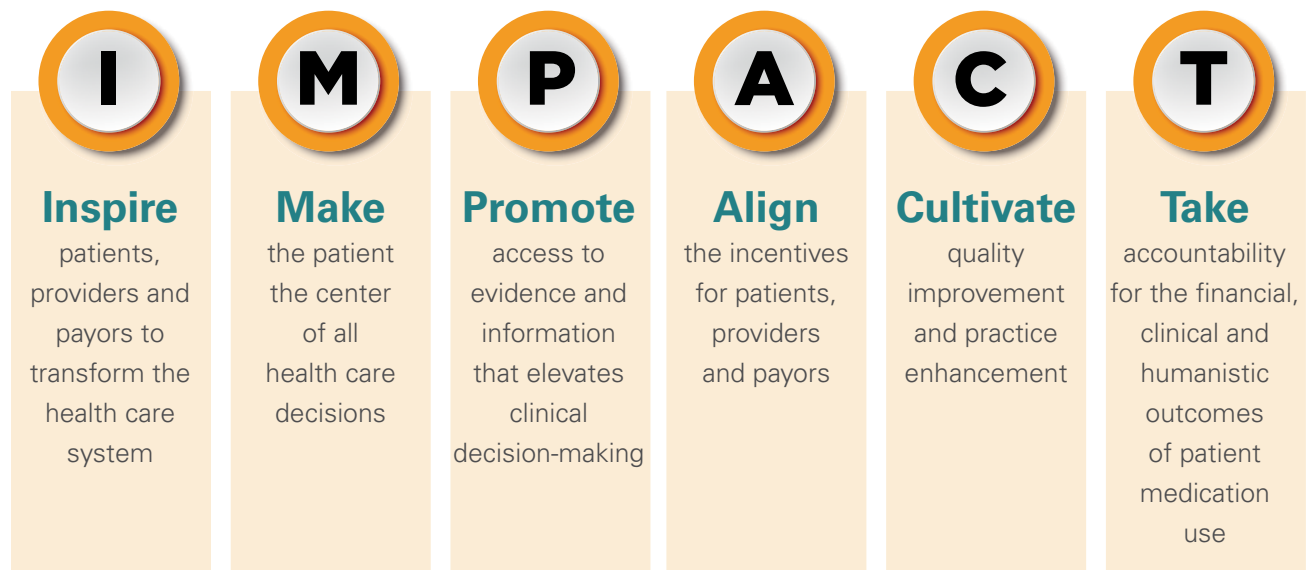 I
Inspire
patients,
providers and
payors to
transform the
health care
system
M
Make
the patient
the center
of all
health care
decisions
P
Promote
access to
evidence and
information
that elevates
clinical
decision-making
A
Align
the incentives
for patients,
providers
and payors
C
Cultivate
quality
improvement
and practice
enhancement
T
Take
accountability
for the financial,
clinical and
humanistic
outcomes
of patient
medication
use